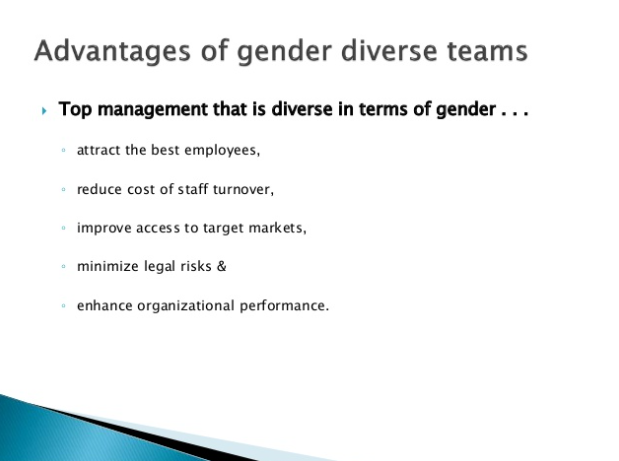 Advantages of gender diverse teams
Top management that is diverse in terms of gender . . .
attract the best employees,
reduce cost of staff turnover,
improve access to target markets,
minimize legal risks &
enhance organizational performance.